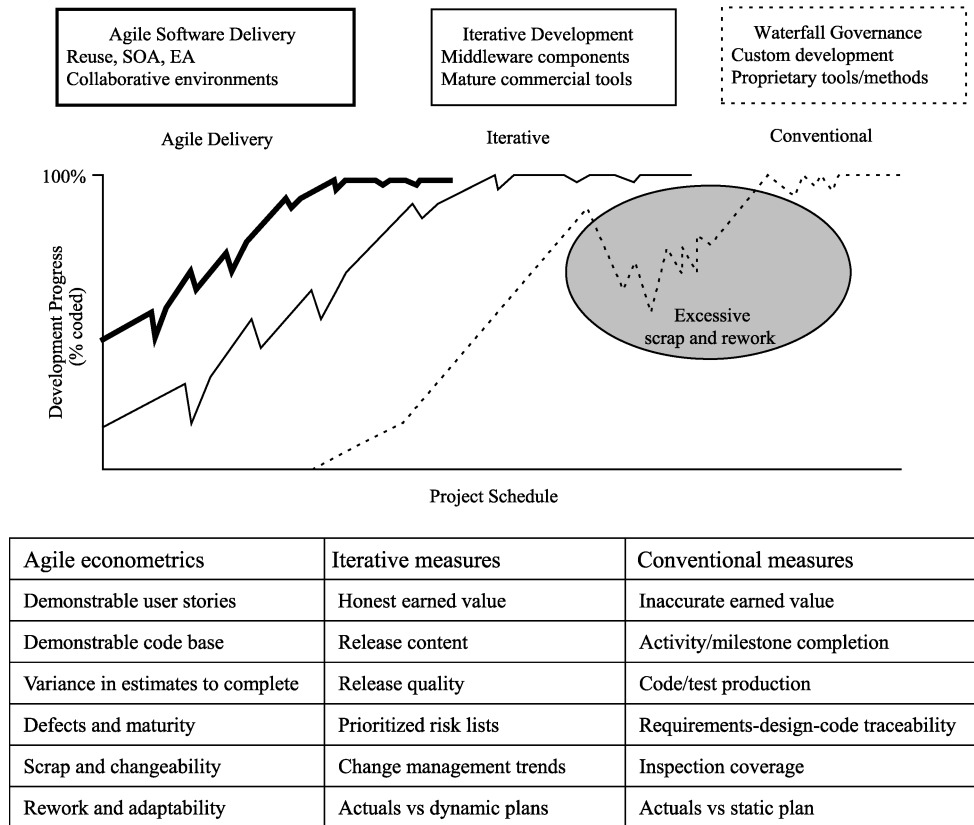 Agile Software Delivery
Reuse, SOA, EA
Collaborative environments
Iterative Development
Middleware components
Mature commercial tools
Waterfall Governance
Custom development
Proprietary tools/methods
Agile Delivery
Iterative
Conventional
100%
Development Progress
(% coded)
Excessive
scrap and rework
Project Schedule
Agile econometrics
Iterative measures
Conventional measures
Demonstrable user stories
Honest earned value
Inaccurate earned value
Demonstrable code base
Release content
Activity/milestone completion
Variance in estimates to complete
Release quality
Code/test production
Defects and maturity
Prioritized risk lists
Requirements-design-code traceability
Scrap and changeability
Change management trends
Inspection coverage
Rework and adaptability
Actuals vs dynamic plans
Actuals vs static plan